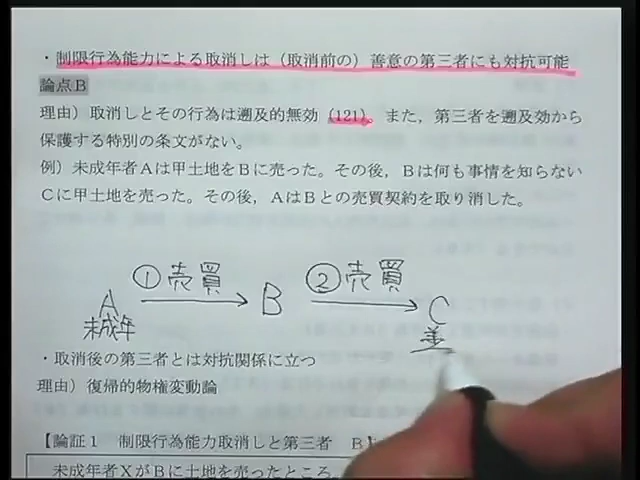 ・制限行為能力による取消しは（取消前の）善意の第三者にも対抗可能
論点B
理由）取消しとその行為は遡及的無効（121）。また，第三者を遡及効から
保護する特別の条文がない。
例）未成年者Aは甲土地をBに売った。その後，Bは何も事情を知らない
Cに甲土地を売った。その後，AはBとの売買契約を取り消した。
①売買 ②売買
A B C
未成年 善
・取消後の第三者とは対抗関係に立つ
理由）復帰的物権変動論
【論証1 制限行為能力取消しと第三者 B】
未成年者XがBに土地を売ったところ，